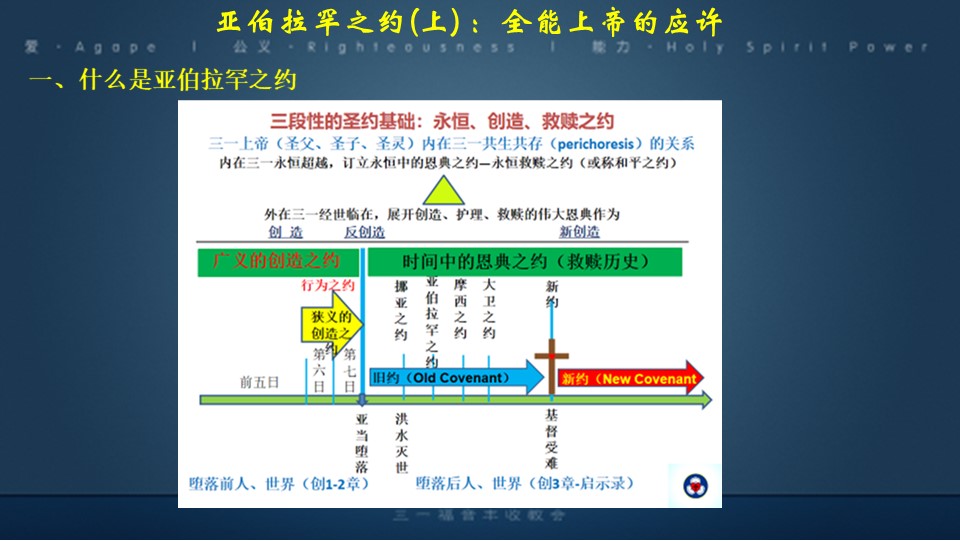 亚伯拉罕之约(上)：全能上帝的应许
爱 · Agape | 公义 · Righteousness | 能力 · Holy Spirit Power
一、什么是亚伯拉罕之约
三段性的圣约基础：永恒、创造、救赎之约
三一上帝（圣父、圣子、圣灵）内在三一共生共存（perichoresis）的关系
内在三一永恒超越，订立永恒中的恩典之约—永恒救赎之约（或称和平之约）
外在三一经世临在，展开创造、护理、救赎的伟大恩典作为
创 造
反创造
新创造
广义的创造之约
时间中的恩典之约（救赎历史）
行为之约
狭义的创造之约
挪亚之约
亚伯拉罕之约
摩西之约
大卫之约
新约
前五日
第六日
第七日
旧约（Old Covenant）
新约（New Covenant
亚当堕落
洪水灭世
基督受难
堕落前人、世界（创1-2章）
堕落后人、世界（创3章-启示录）
三一福音丰收教会